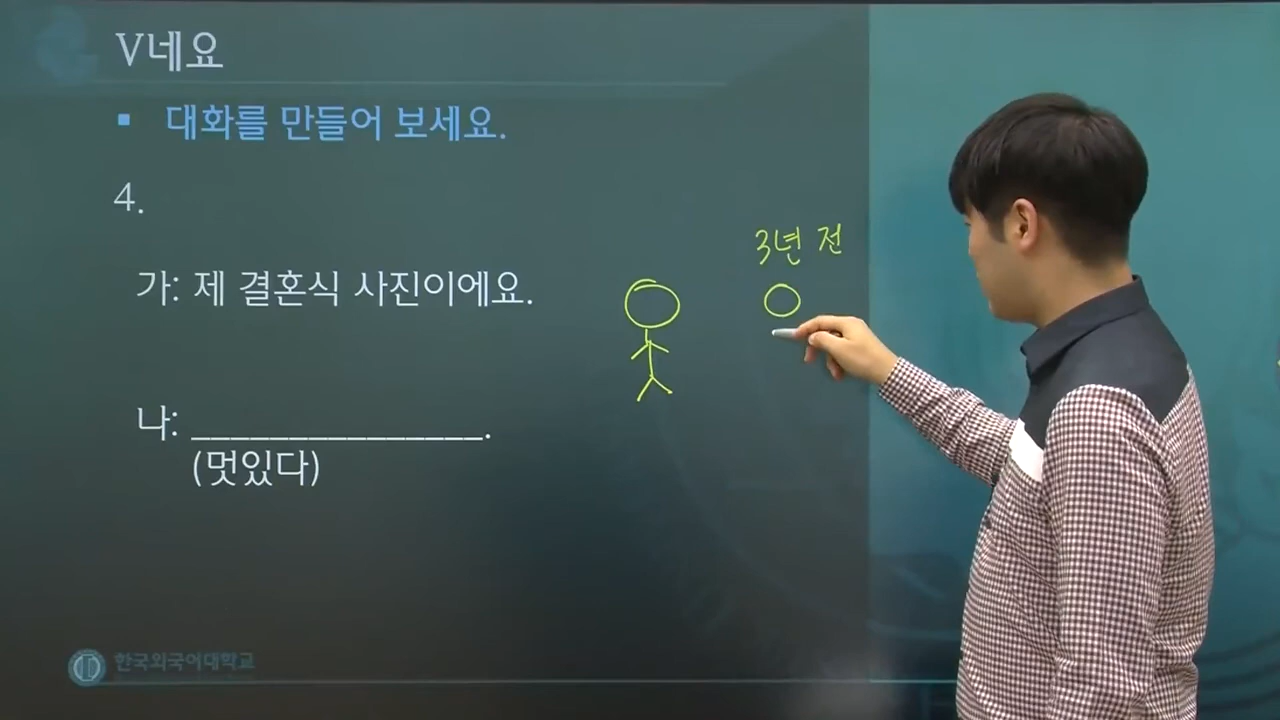 V네요
▪ 대화를 만들어 보세요.
4.
3년 전
가: 제 결혼식 사진이에요.
나: _______________.
(멋있다)
한국외국어대학교